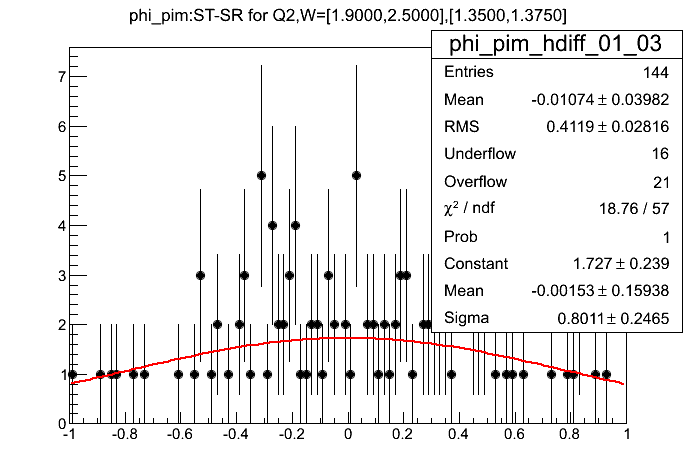 phi_pim:ST-SR for Q2,W=[1.9000,2.5000],[1.3500,1.3750]
phi_pim_hdiff_01_03
Entries 144
Mean -0.01074 ± 0.03982
RMS 0.4119 ± 0.02816
Underflow 16
Overflow 21
χ² / ndf 18.76 / 57
Prob 1
Constant 1.727 ± 0.239
Mean -0.00153 ± 0.15938
Sigma 0.8011 ± 0.2465
7
6
5
4
3
2
1
0
-1 -0.8 -0.6 -0.4 -0.2 0 0.2 0.4 0.6 0.8 1